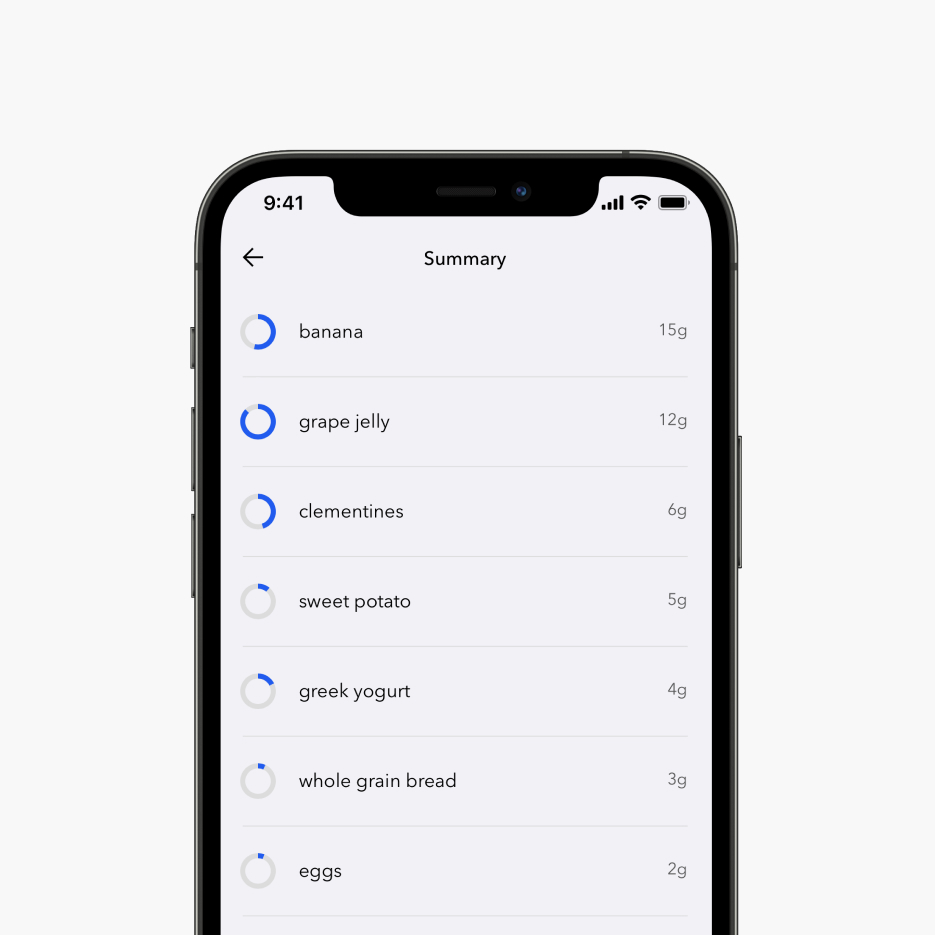 9:41
Summary
banana 15g
grape jelly 12g
clementines 6g
sweet potato 5g
greek yogurt 4g
whole grain bread 3g
eggs 2g